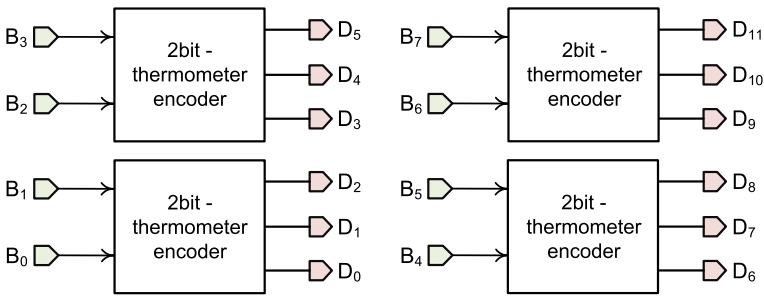 B3
B2
2bit -
thermometer
encoder
D5
D4
D3
B7
B6
2bit -
thermometer
encoder
D11
D10
D9
B1
B0
2bit -
thermometer
encoder
D2
D1
D0
B5
B4
2bit -
thermometer
encoder
D8
D7
D6